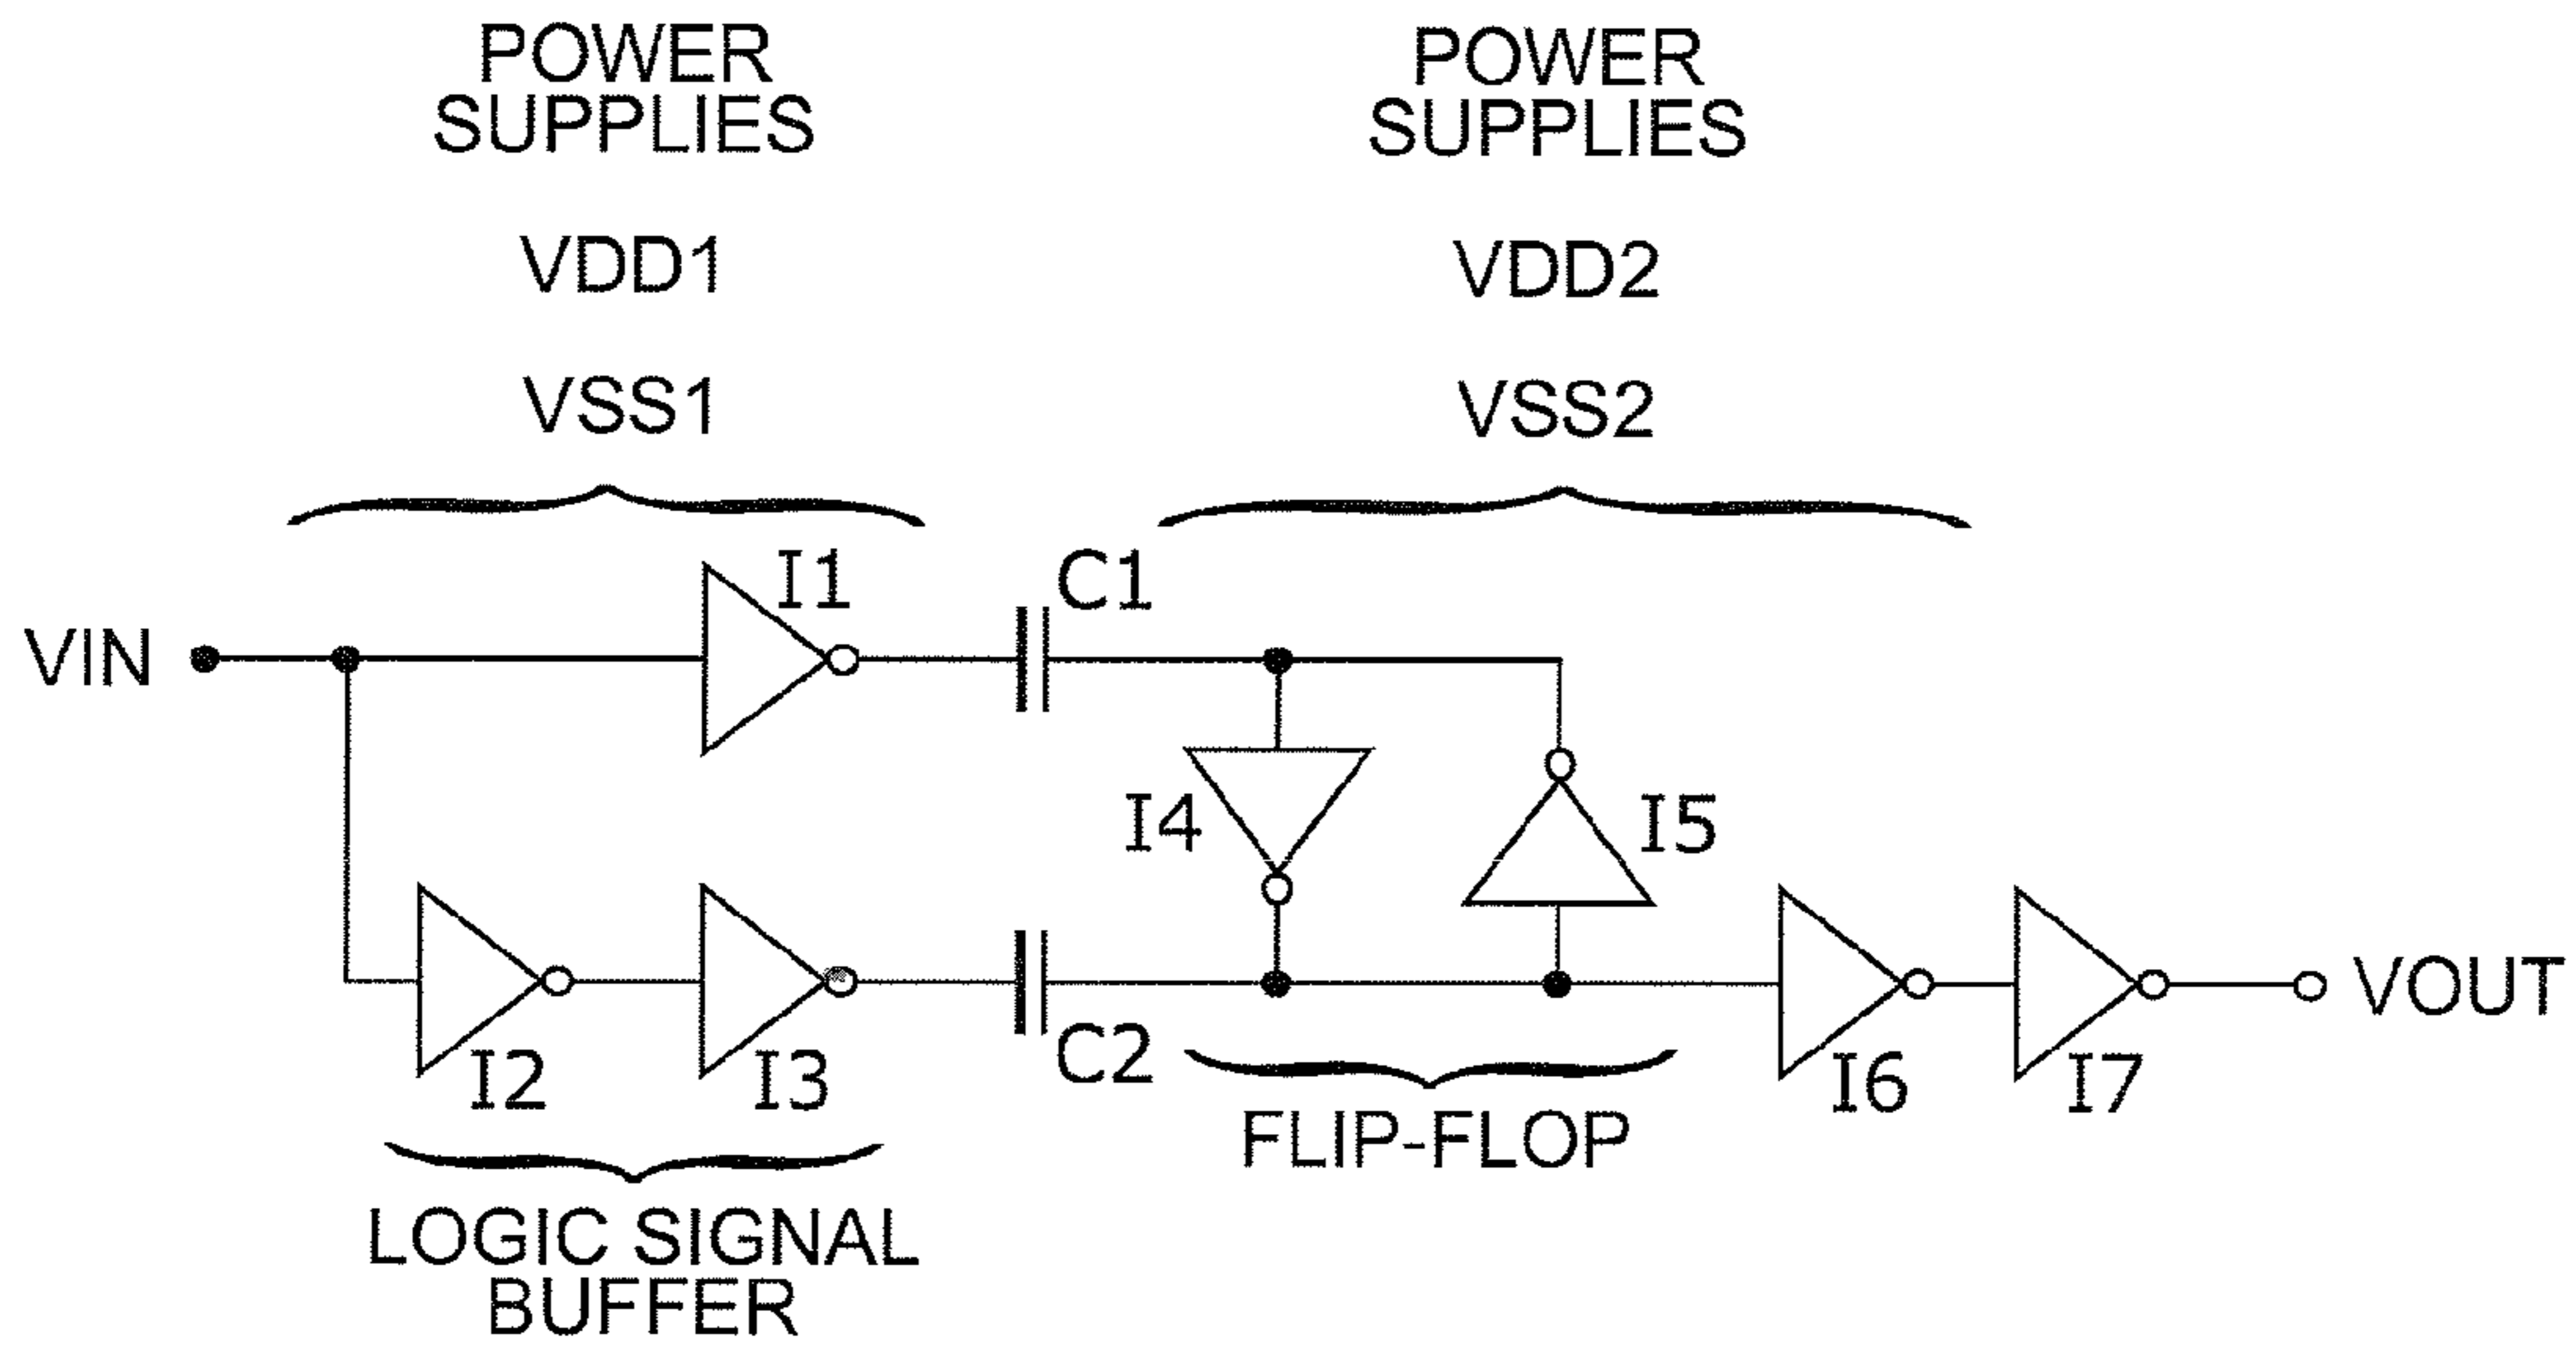 POWER
SUPPLIES
VDD1
VSS1
POWER
SUPPLIES
VDD2
VSS2
I1
C1
VIN
I4
I5
VOUT
I2
I3
C2
I6
I7
FLIP-FLOP
LOGIC SIGNAL
BUFFER